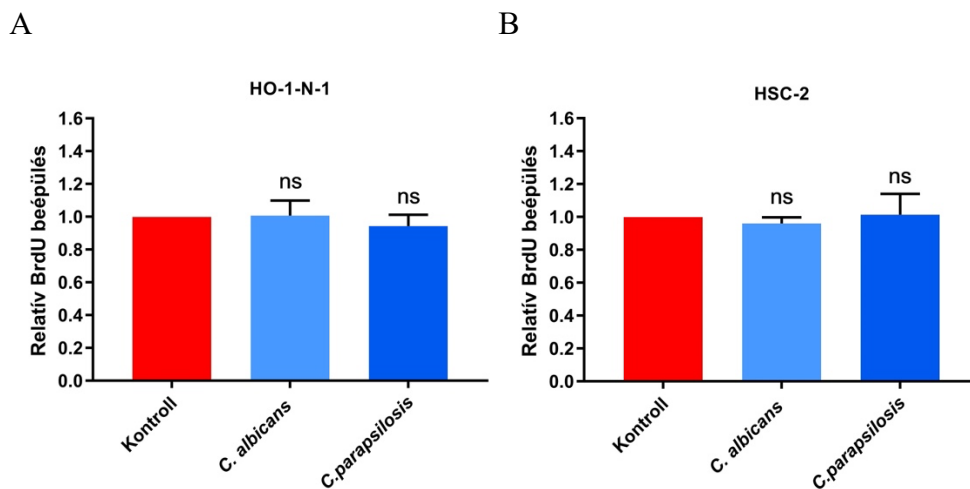 A
HO-1-N-1
Relatív BrdU beépülés
1.6
1.4
1.2
1.0
0.8
0.6
0.4
0.2
0.0
ns
ns
Kontroll
C. albicans
C.parapsilosis
B
HSC-2
Relatív BrdU beépülés
1.6
1.4
1.2
1.0
0.8
0.6
0.4
0.2
0.0
ns
ns
Kontroll
C. albicans
C.parapsilosis